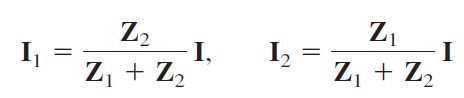 I₁ = Z₂ / (Z₁ + Z₂) I, I₂ = Z₁ / (Z₁ + Z₂) I